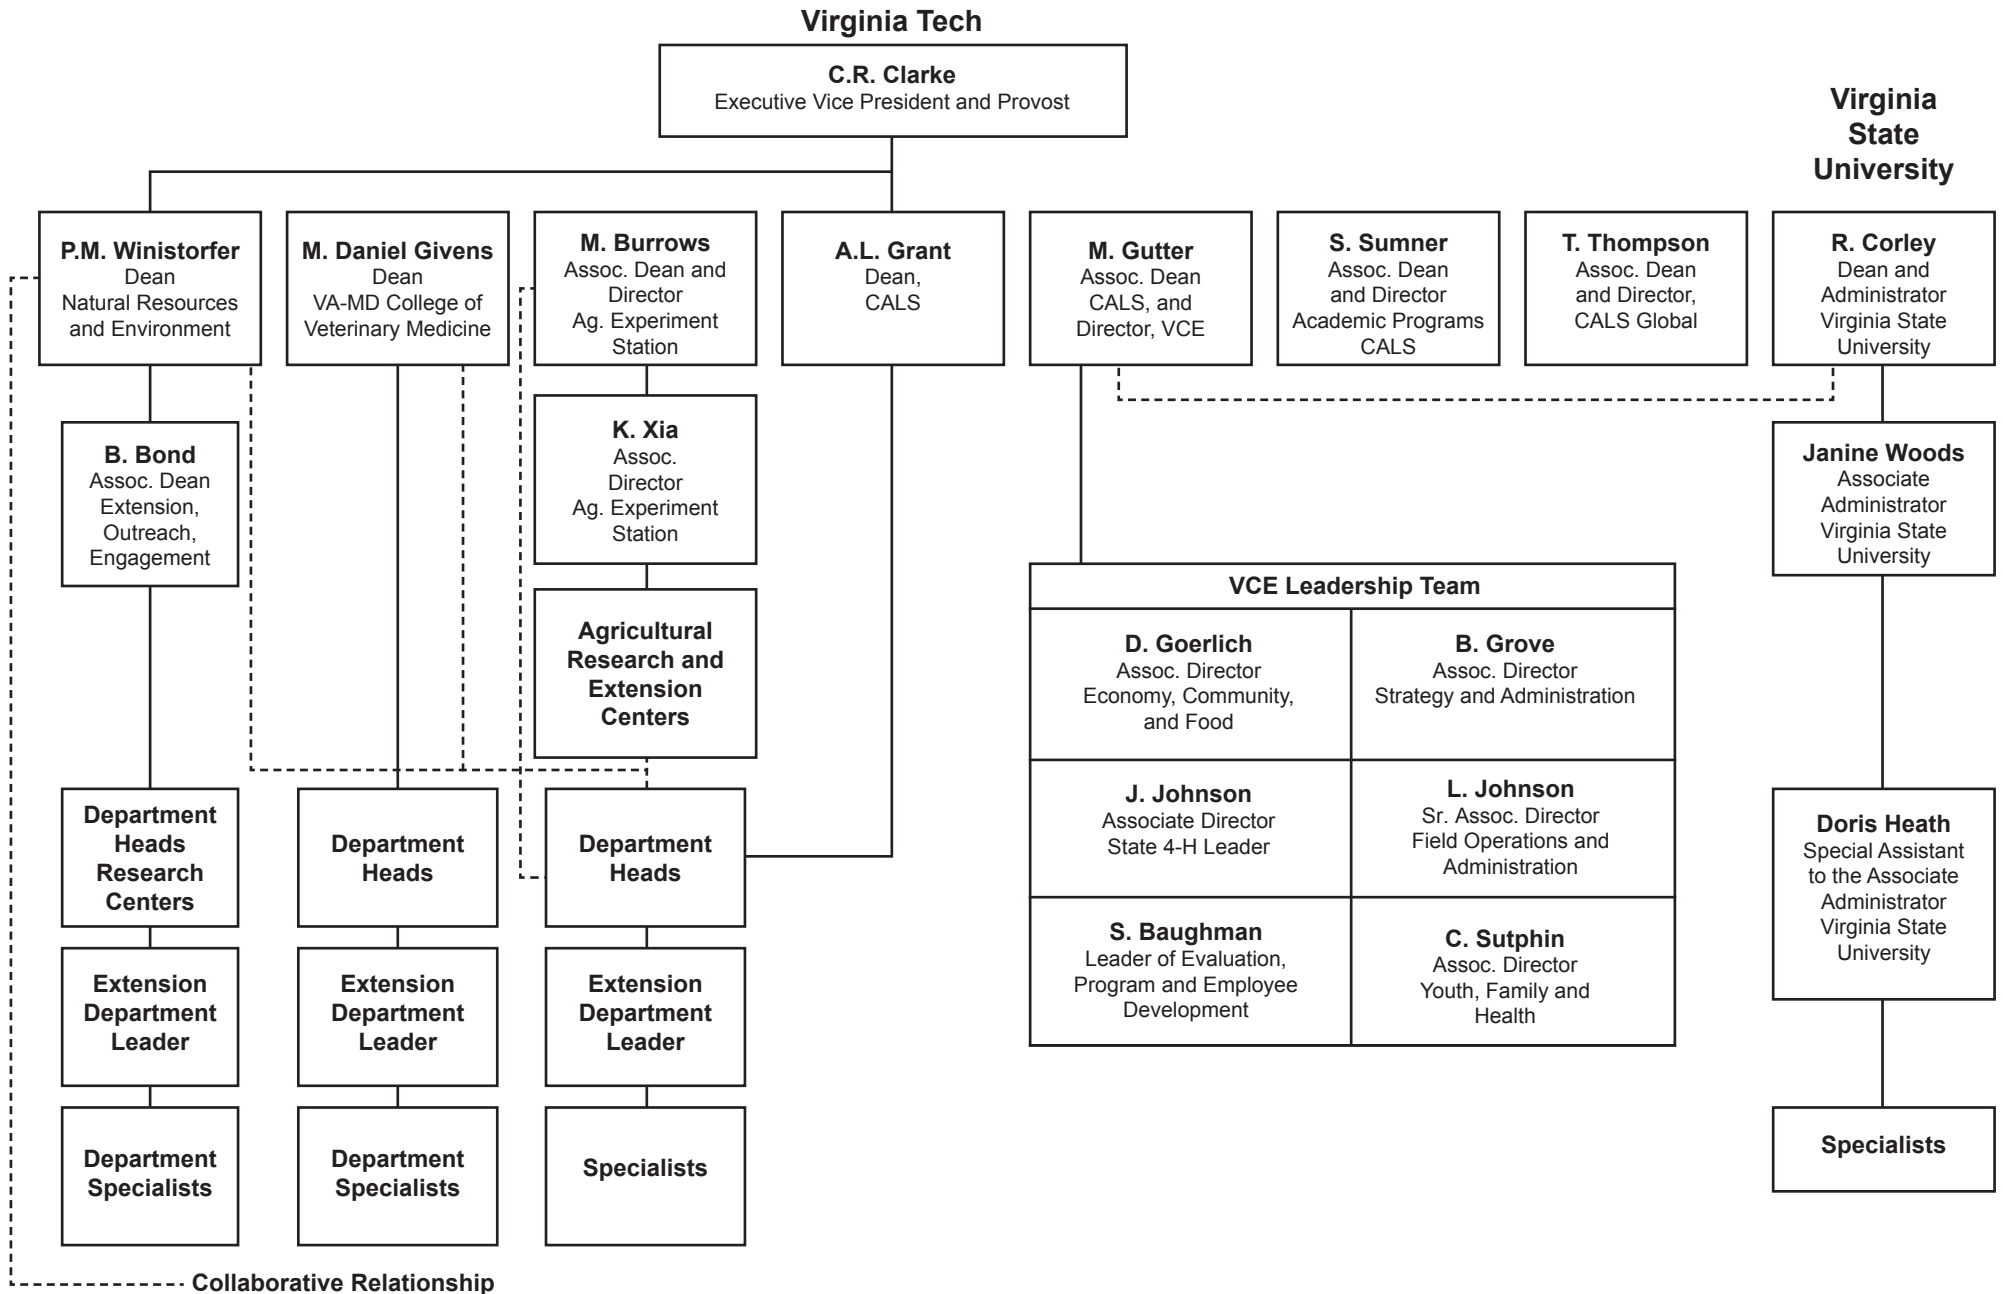 Virginia Tech
C.R. Clarke
Executive Vice President and Provost
Virginia
State
University
P.M. Winistorfer
Dean
Natural Resources
and Environment
M. Daniel Givens
Dean
VA-MD College of
Veterinary Medicine
M. Burrows
Assoc. Dean and
Director
Ag. Experiment
Station
A.L. Grant
Dean,
CALS
M. Gutter
Assoc. Dean
CALS, and
Director, VCE
S. Sumner
Assoc. Dean
and Director
Academic Programs
CALS
T. Thompson
Assoc. Dean
and Director,
CALS Global
R. Corley
Dean and
Administrator
Virginia State
University
B. Bond
Assoc. Dean
Extension,
Outreach,
Engagement
K. Xia
Assoc.
Director
Ag. Experiment
Station
Janine Woods
Associate
Administrator
Virginia State
University
Agricultural
Research and
Extension
Centers
VCE Leadership Team
D. Goerlich
Assoc. Director
Economy, Community,
and Food
B. Grove
Assoc. Director
Strategy and Administration
J. Johnson
Associate Director
State 4-H Leader
L. Johnson
Sr. Assoc. Director
Field Operations and
Administration
S. Baughman
Leader of Evaluation,
Program and Employee
Development
C. Sutphin
Assoc. Director
Youth, Family and
Health
Department
Heads
Research
Centers
Department
Heads
Department
Heads
Doris Heath
Special Assistant
to the Associate
Administrator
Virginia State
University
Extension
Department
Leader
Extension
Department
Leader
Extension
Department
Leader
Department
Specialists
Department
Specialists
Specialists
Specialists
Collaborative Relationship